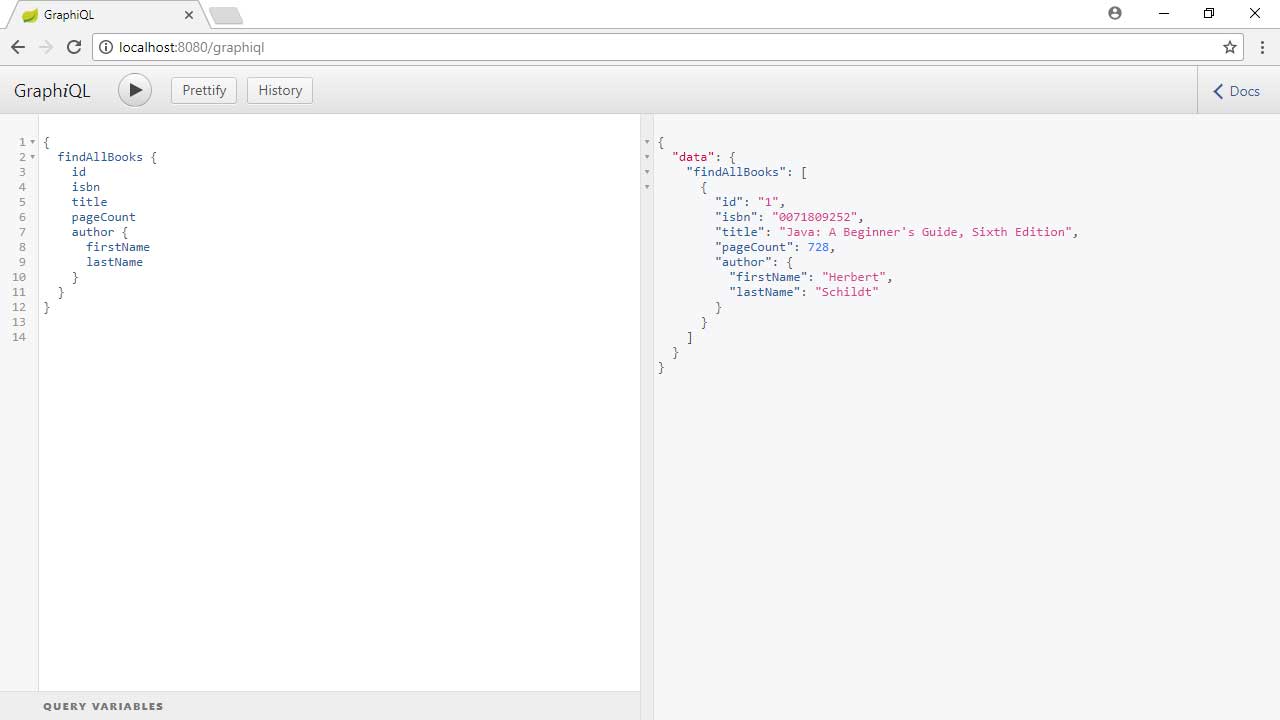 GraphiQL
localhost:8080/graphiql
GraphiQL Prettify History Docs
1 {
2 findAllBooks {
3 id
4 isbn
5 title
6 pageCount
7 author {
8 firstName
9 lastName
10 }
11 }
12 }
13
14
QUERY VARIABLES
{
"data": {
"findAllBooks": [
{
"id": "1",
"isbn": "0071809252",
"title": "Java: A Beginner's Guide, Sixth Edition",
"pageCount": 728,
"author": {
"firstName": "Herbert",
"lastName": "Schildt"
}
}
]
}
}